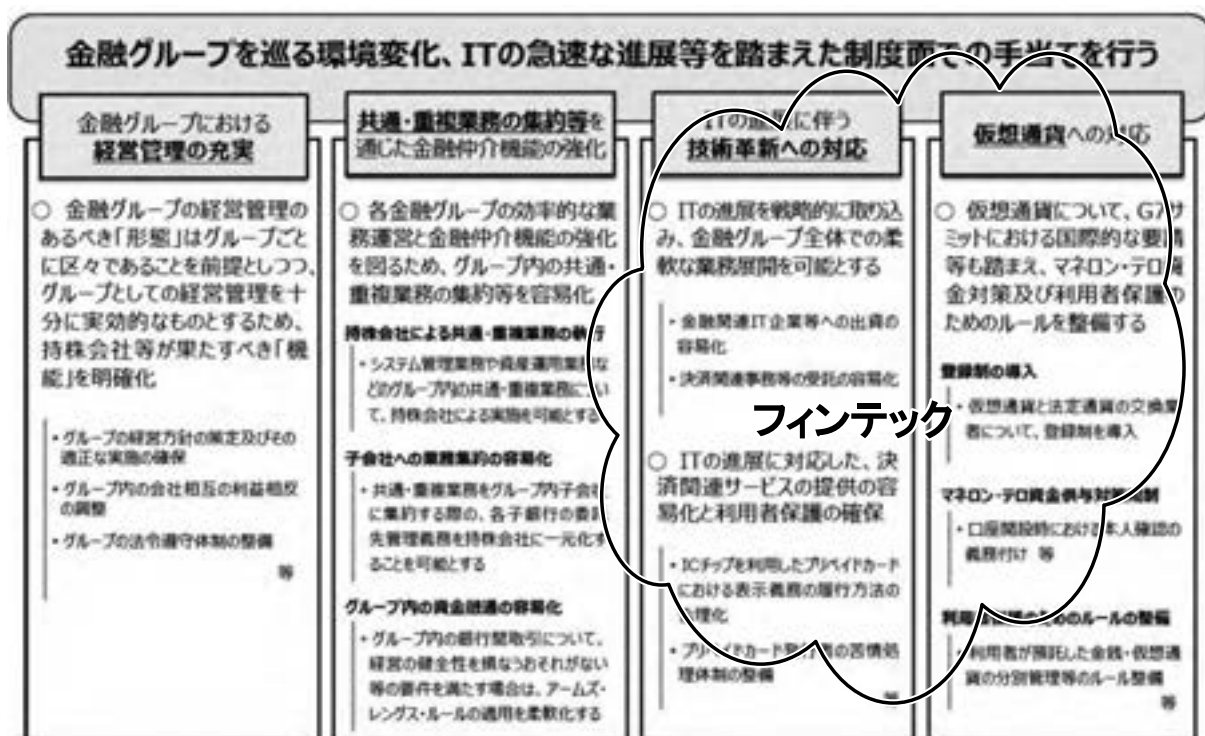 金融グループを巡る環境変化、ITの急速な進展等を踏まえた制度面での手当てを行う
金融グループにおける
経営管理の充実
○ 金融グループの経営管理の
あるべき「形態」はグループごと
に区々であることを前提としつつ、
グループとしての経営管理を十
分に実効的なものとするため、
持株会社等が果たすべき「機
能」を明確化
・グループの経営方針の策定及びその
適正な実施の確保
・グループ内の会社相互の利益相反
の調整
・グループの法令遵守体制の整備
等
共通・重複業務の集約等を
通じた金融仲介機能の強化
○ 各金融グループの効率的な業
務運営と金融仲介機能の強化
を図るため、グループ内の共通・
重複業務の集約等を容易化
持株会社による共通・重複業務の執行
・システム管理業務や資産運用業務な
どのグループ内の共通・重複業務につい
て、持株会社による実施を可能とする
子会社への業務集約の容易化
・共通・重複業務をグループ内子会社
に集約する際の、各子銀行の委託
先管理義務を持株会社に一元化す
ることを可能とする
グループ内の資金融通の容易化
・グループ内の銀行間取引について、
経営の健全性を損なうおそれがない
等の要件を満たす場合は、アームズ・
レングス・ルールの適用を柔軟化する
ITの進展に伴う
技術革新への対応
○ ITの進展を戦略的に取り込
み、金融グループ全体での柔
軟な業務展開を可能とする
・金融関連IT企業等への出資の
容易化
・決済関連事務等の受託の容易化
フィンテック
○ ITの進展に対応した、決
済関連サービスの提供の容
易化と利用者保護の確保
・ICチップを利用したプリペイドカード
における表示義務の履行方法の
合理化
・プリペイドカード発行者の苦情処
理体制の整備
等
仮想通貨への対応
○ 仮想通貨について、G7サ
ミットにおける国際的な要請
等も踏まえ、マネロン・テロ資
金対策及び利用者保護の
ためのルールを整備する
登録制の導入
・仮想通貨と法定通貨の交換業
者について、登録制を導入
マネロン・テロ資金供与対策規制
・口座開設時における本人確認の
義務付け 等
利用者保護のためのルールの整備
・利用者が預託した金銭・仮想通
貨の分別管理等のルール整備
等